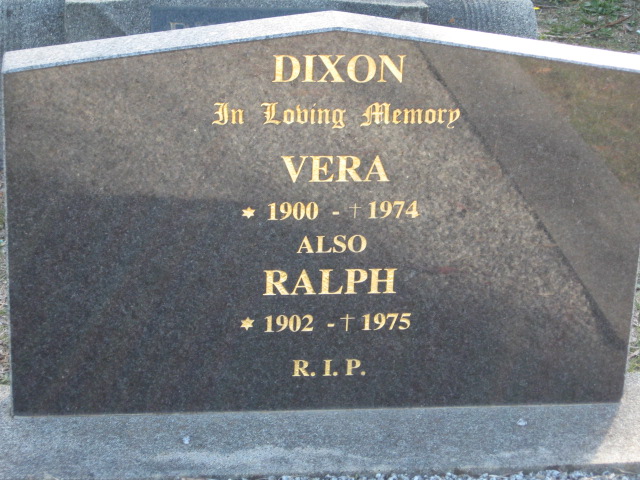 DIXON
In Loving Memory
VERA
✶ 1900 - † 1974
ALSO
RALPH
✶ 1902 - † 1975
R. I. P.